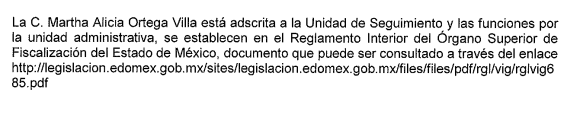 La C. Martha Alicia Ortega Villa está adscrita a la Unidad de Seguimiento y las funciones por
la unidad administrativa, se establecen en el Reglamento Interior del Órgano Superior de
Fiscalización del Estado de México, documento que puede ser consultado a través del enlace
http://legislacion.edomex.gob.mx/sites/legislacion.edomex.gob.mx/files/files/pdf/rgl/vig/rglvig6
85.pdf